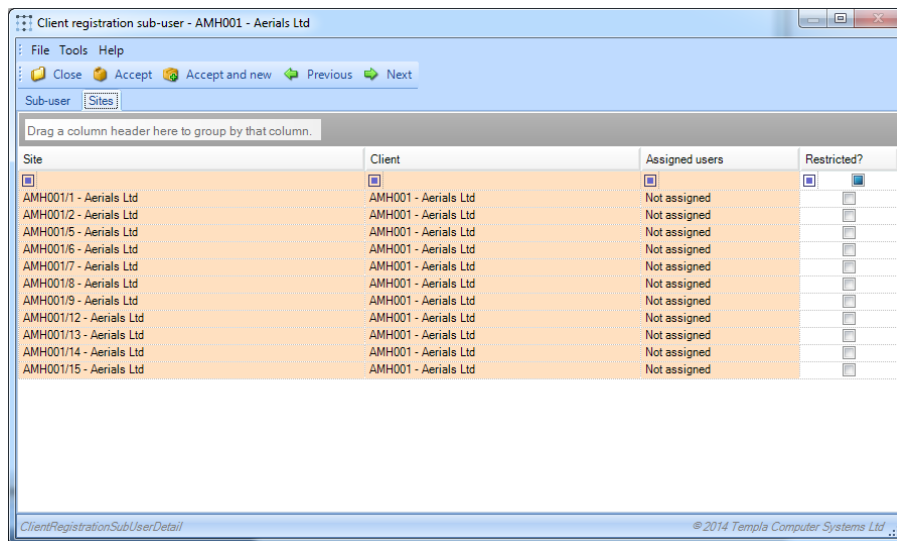 Client registration sub-user - AMH001 - Aerials Ltd
File Tools Help
Close Accept Accept and new Previous Next
Sub-user Sites
Drag a column header here to group by that column.
Site Client Assigned users Restricted?
AMH001/1 - Aerials Ltd AMH001 - Aerials Ltd Not assigned
AMH001/2 - Aerials Ltd AMH001 - Aerials Ltd Not assigned
AMH001/5 - Aerials Ltd AMH001 - Aerials Ltd Not assigned
AMH001/6 - Aerials Ltd AMH001 - Aerials Ltd Not assigned
AMH001/7 - Aerials Ltd AMH001 - Aerials Ltd Not assigned
AMH001/8 - Aerials Ltd AMH001 - Aerials Ltd Not assigned
AMH001/9 - Aerials Ltd AMH001 - Aerials Ltd Not assigned
AMH001/12 - Aerials Ltd AMH001 - Aerials Ltd Not assigned
AMH001/13 - Aerials Ltd AMH001 - Aerials Ltd Not assigned
AMH001/14 - Aerials Ltd AMH001 - Aerials Ltd Not assigned
AMH001/15 - Aerials Ltd AMH001 - Aerials Ltd Not assigned
ClientRegistrationSubUserDetail © 2014 Templa Computer Systems Ltd